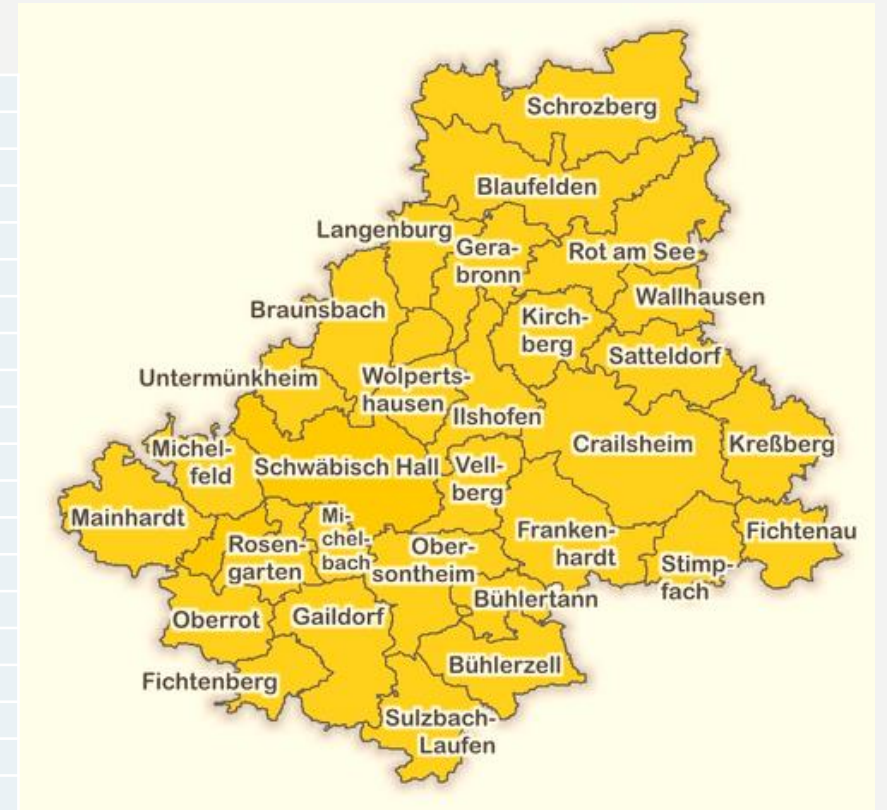 Schrozberg
Blaufelden
Langenburg
Gera-
bronn
Rot am See
Wallhausen
Braunsbach
Kirch-
berg
Satteldorf
Untermünkheim
Wolperts-
hausen
Ilshofen
Crailsheim
Kreßberg
Michel-
feld
Schwäbisch Hall
Vell-
berg
Mainhardt
Mi-
chel-
bach
Rosen-
garten
Ober-
sontheim
Franken-
hardt
Fichtenau
Stimp-
fach
Bühlertann
Oberrot
Gaildorf
Bühlerzell
Fichtenberg
Sulzbach-
Laufen